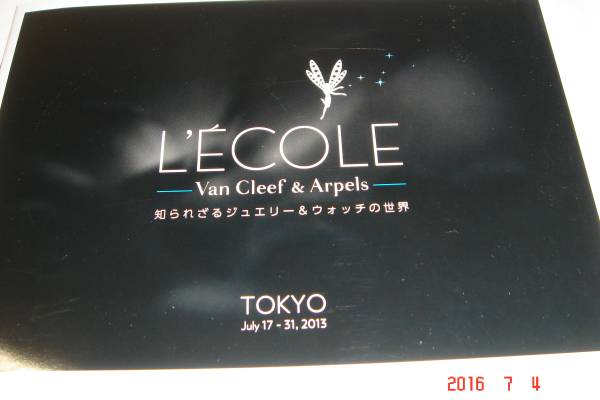 L'ÉCOLE
Van Cleef & Arpels
知られざるジュエリー&ウォッチの世界
TOKYO
July 17 - 31, 2013
2016 7 4